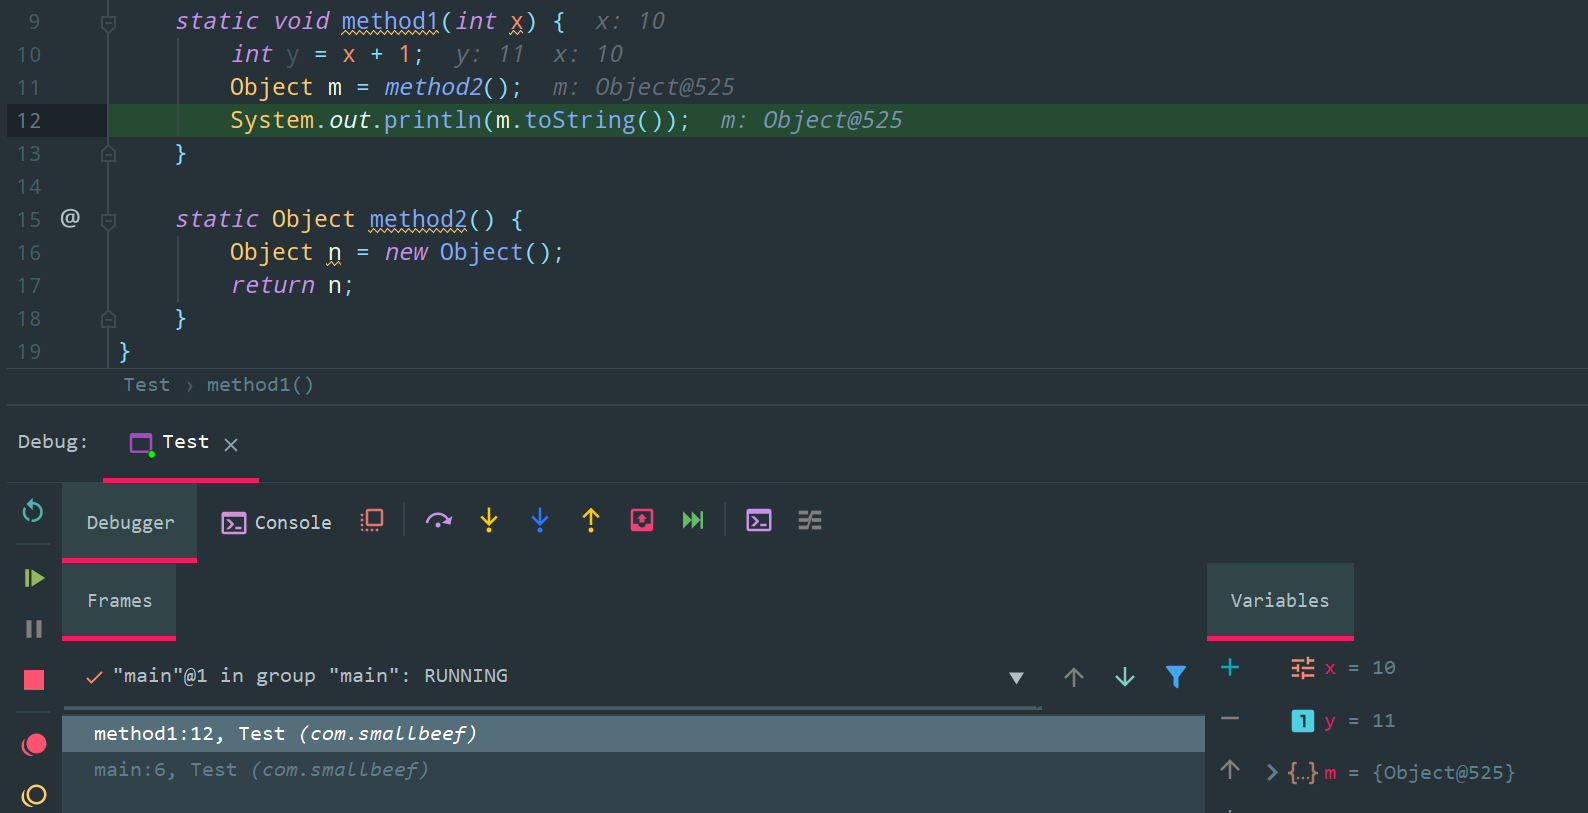 9 static void method1(int x) { x: 10
10 int y = x + 1; y: 11 x: 10
11 Object m = method2(); m: Object@525
12 System.out.println(m.toString()); m: Object@525
13 }
14
15 @ static Object method2() {
16 Object n = new Object();
17 return n;
18 }
19 }
Test › method1()
Debug: Test ×
Debugger Console
Frames Variables
"main"@1 in group "main": RUNNING
x = 10
method1:12, Test (com.smallbeef)
1 y = 11
main:6, Test (com.smallbeef)
{...} m = {Object@525}